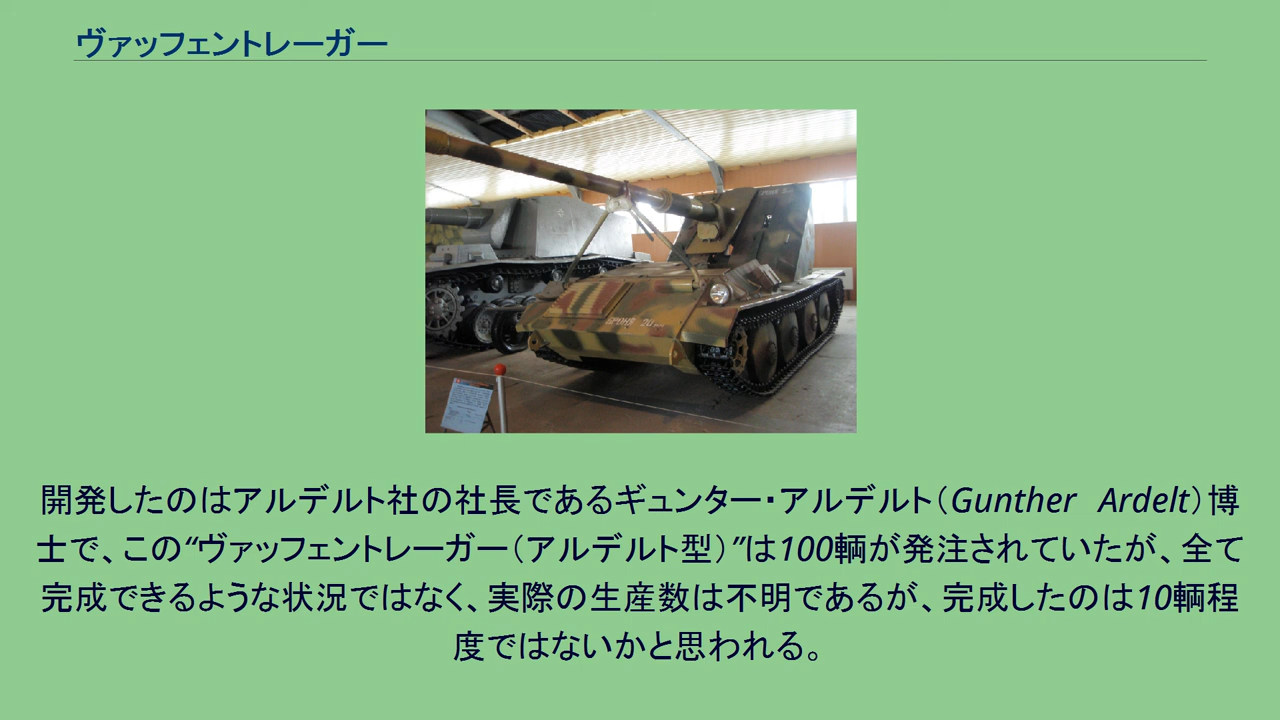 ヴァッフェントレーガー
БРОНЯ 20мм
開発したのはアルデルト社の社長であるギュンター・アルデルト（Gunther Ardelt）博
士で、この“ヴァッフェントレーガー（アルデルト型）”は100輌が発注されていたが、全て
完成できるような状況ではなく、実際の生産数は不明であるが、完成したのは10輌程
度ではないかと思われる。